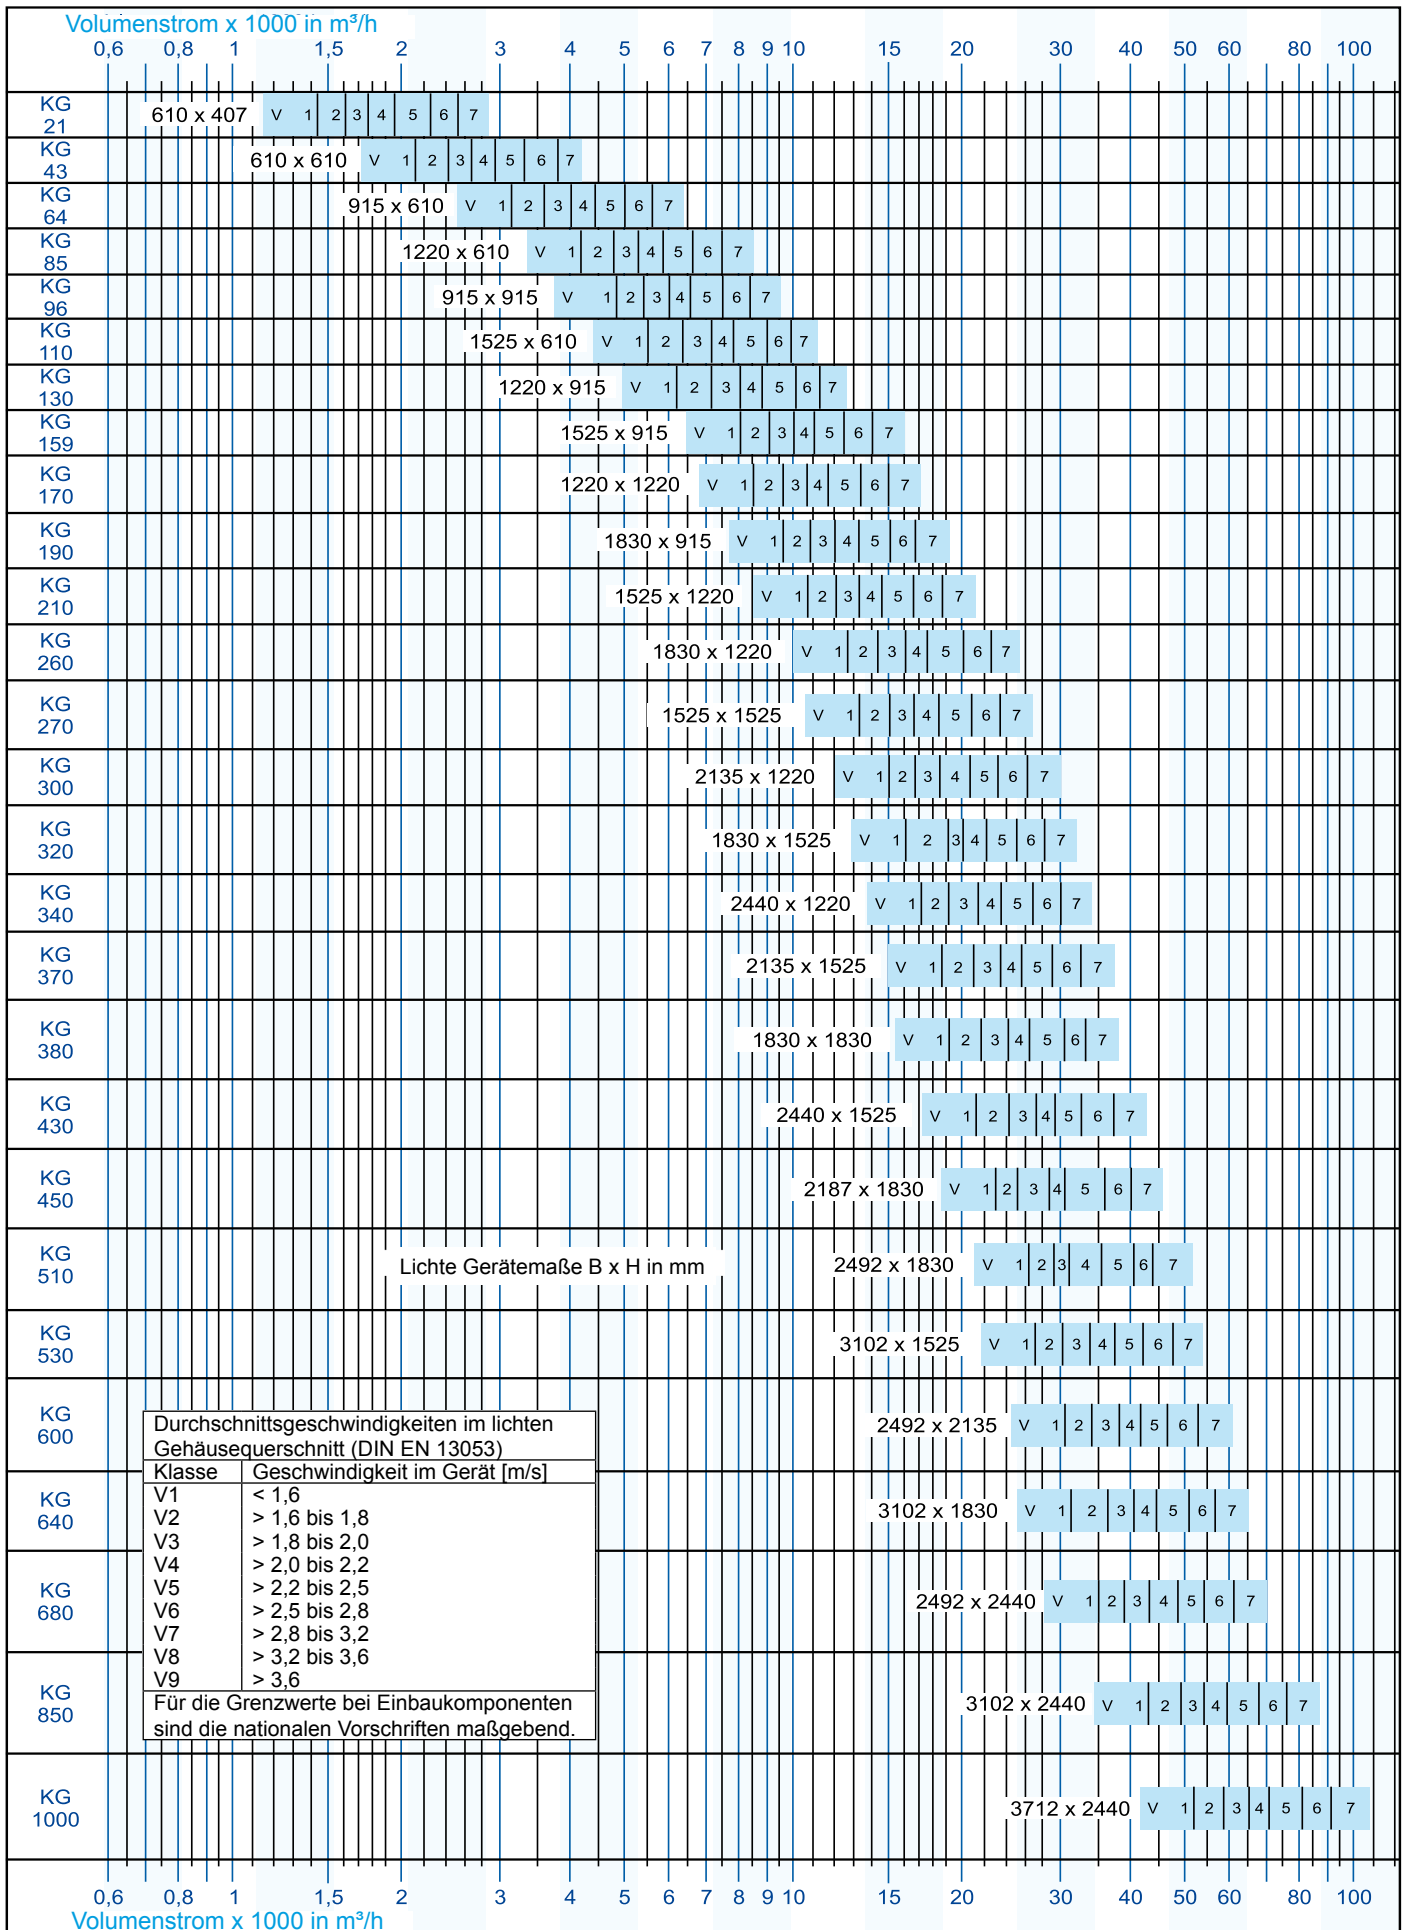 Volumenstrom x 1000 in m³/h
0,6 0,8 1 1,5 2 3 4 5 6 7 8 9 10 15 20 30 40 50 60 80 100
KG 21 610 x 407 V 1 2 3 4 5 6 7
KG 43 610 x 610 V 1 2 3 4 5 6 7
KG 64 915 x 610 V 1 2 3 4 5 6 7
KG 85 1220 x 610 V 1 2 3 4 5 6 7
KG 96 915 x 915 V 1 2 3 4 5 6 7
KG 110 1525 x 610 V 1 2 3 4 5 6 7
KG 130 1220 x 915 V 1 2 3 4 5 6 7
KG 159 1525 x 915 V 1 2 3 4 5 6 7
KG 170 1220 x 1220 V 1 2 3 4 5 6 7
KG 190 1830 x 915 V 1 2 3 4 5 6 7
KG 210 1525 x 1220 V 1 2 3 4 5 6 7
KG 260 1830 x 1220 V 1 2 3 4 5 6 7
KG 270 1525 x 1525 V 1 2 3 4 5 6 7
KG 300 2135 x 1220 V 1 2 3 4 5 6 7
KG 320 1830 x 1525 V 1 2 3 4 5 6 7
KG 340 2440 x 1220 V 1 2 3 4 5 6 7
KG 370 2135 x 1525 V 1 2 3 4 5 6 7
KG 380 1830 x 1830 V 1 2 3 4 5 6 7
KG 430 2440 x 1525 V 1 2 3 4 5 6 7
KG 450 2187 x 1830 V 1 2 3 4 5 6 7
KG 510 Lichte Gerätemaße B x H in mm 2492 x 1830 V 1 2 3 4 5 6 7
KG 530 3102 x 1525 V 1 2 3 4 5 6 7
KG 600 2492 x 2135 V 1 2 3 4 5 6 7
KG 640 3102 x 1830 V 1 2 3 4 5 6 7
KG 680 2492 x 2440 V 1 2 3 4 5 6 7
KG 850 3102 x 2440 V 1 2 3 4 5 6 7
KG 1000 3712 x 2440 V 1 2 3 4 5 6 7
Durchschnittsgeschwindigkeiten im lichten
Gehäusequerschnitt (DIN EN 13053)
Klasse Geschwindigkeit im Gerät [m/s]
V1 < 1,6
V2 > 1,6 bis 1,8
V3 > 1,8 bis 2,0
V4 > 2,0 bis 2,2
V5 > 2,2 bis 2,5
V6 > 2,5 bis 2,8
V7 > 2,8 bis 3,2
V8 > 3,2 bis 3,6
V9 > 3,6
Für die Grenzwerte bei Einbaukomponenten
sind die nationalen Vorschriften maßgebend.
0,6 0,8 1 1,5 2 3 4 5 6 7 8 9 10 15 20 30 40 50 60 80 100
Volumenstrom x 1000 in m³/h